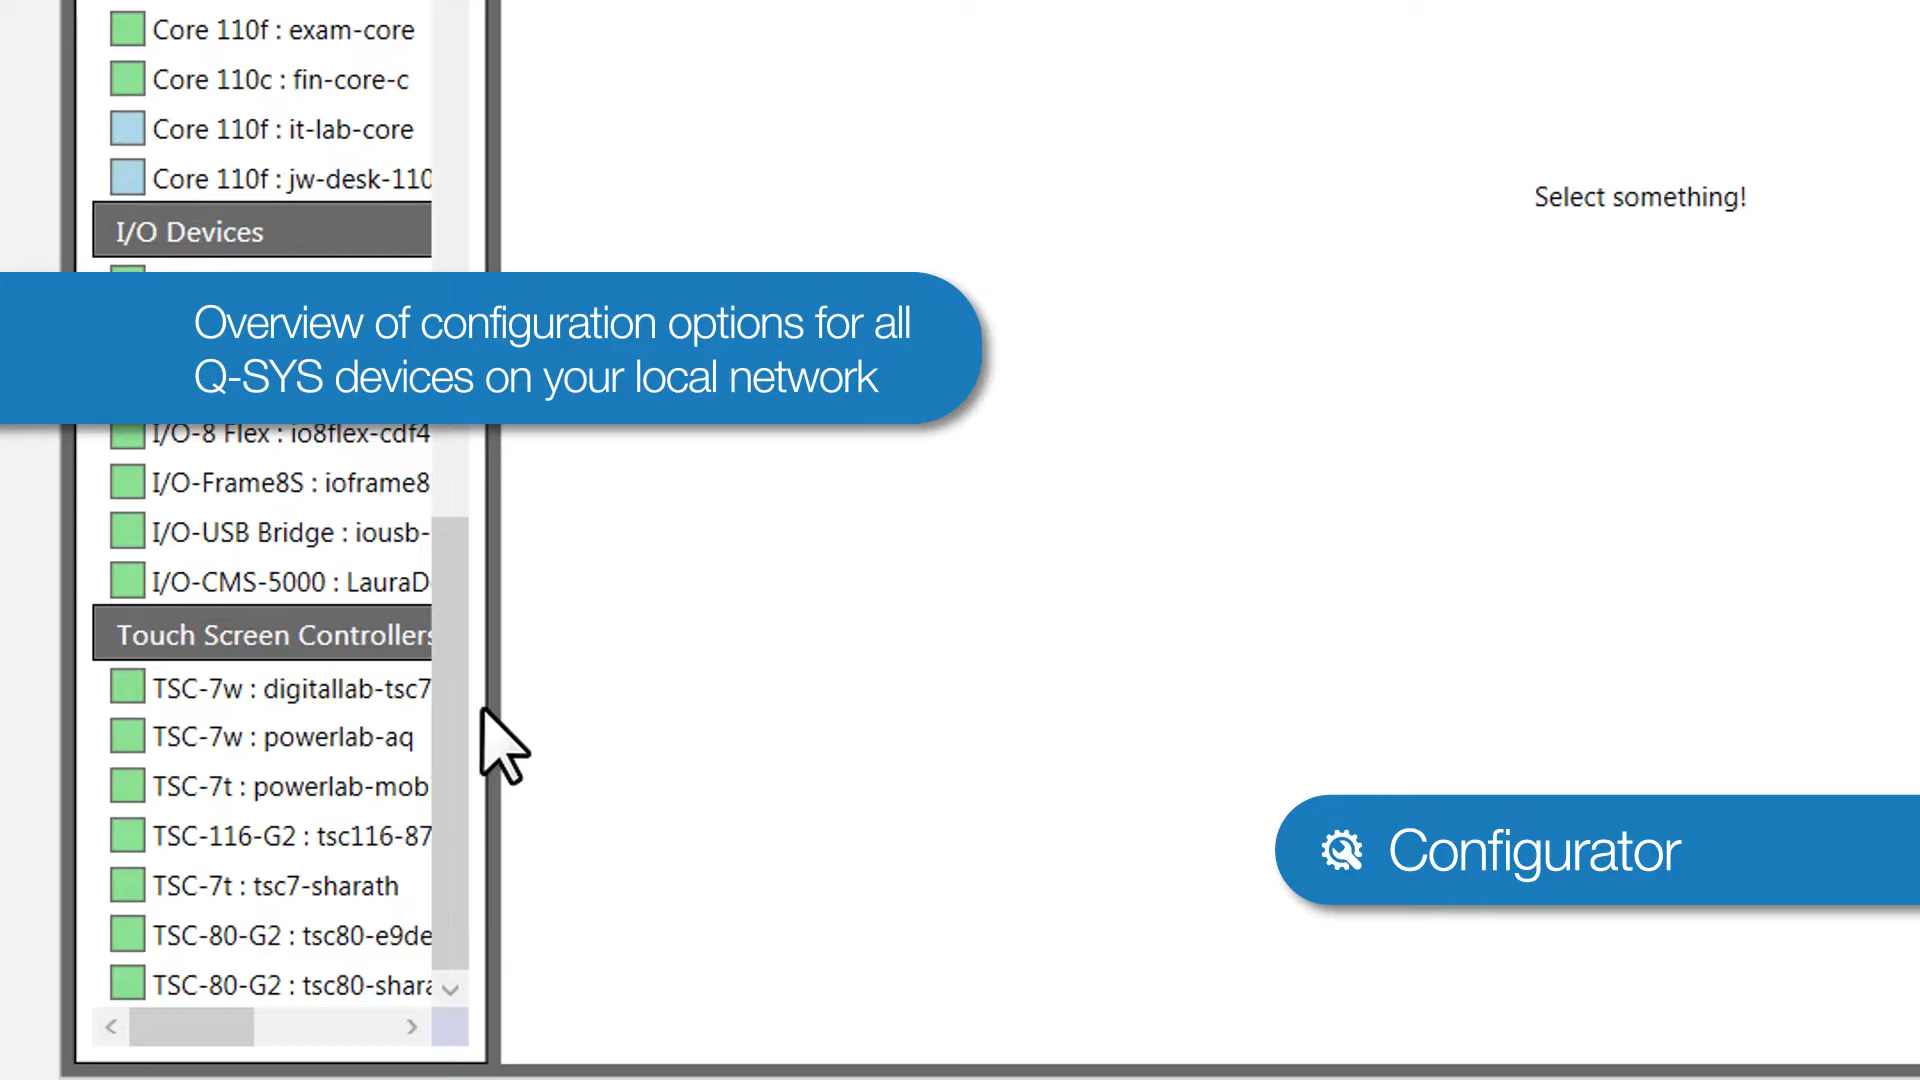 Core 110f : exam-core
Core 110c : fin-core-c
Core 110f : it-lab-core
Core 110f : jw-desk-110
Select something!
I/O Devices
Overview of configuration options for all
Q-SYS devices on your local network
I/O-8 Flex : io8flex-cdf4
I/O-Frame8S : ioframe8
I/O-USB Bridge : iousb-
I/O-CMS-5000 : LauraD
Touch Screen Controllers
TSC-7w : digitallab-tsc7
TSC-7w : powerlab-aq
TSC-7t : powerlab-mob
TSC-116-G2 : tsc116-87
TSC-7t : tsc7-sharath
TSC-80-G2 : tsc80-e9de
TSC-80-G2 : tsc80-shara
Configurator